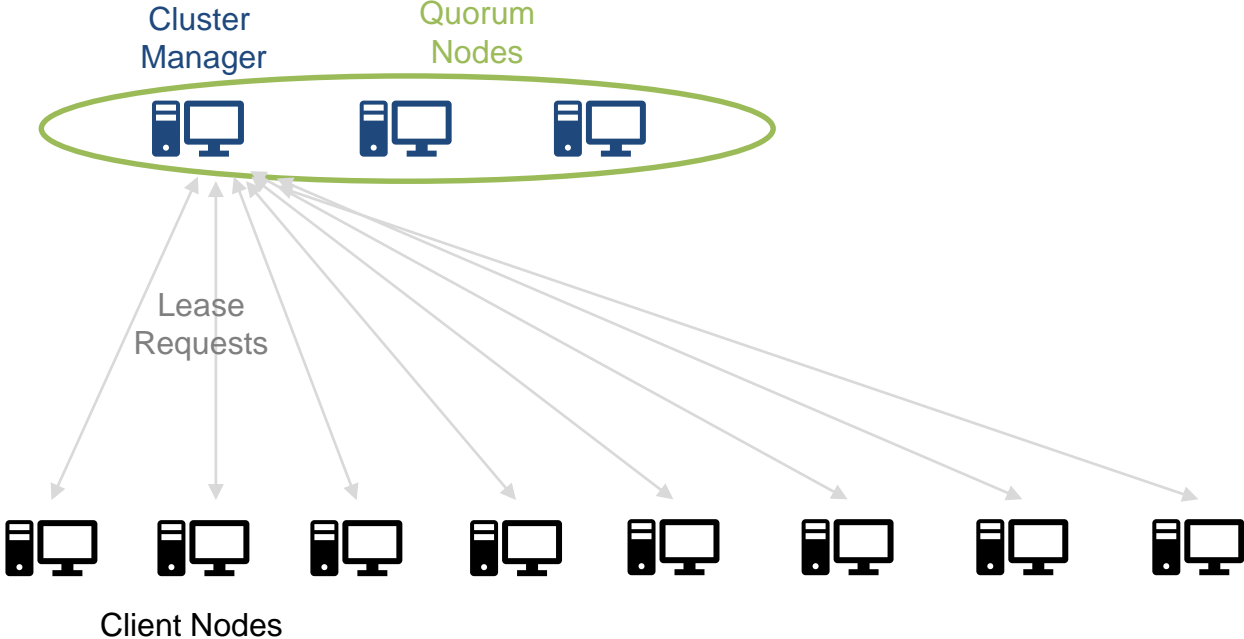 Cluster
Manager
Quorum
Nodes
Lease
Requests
Client Nodes